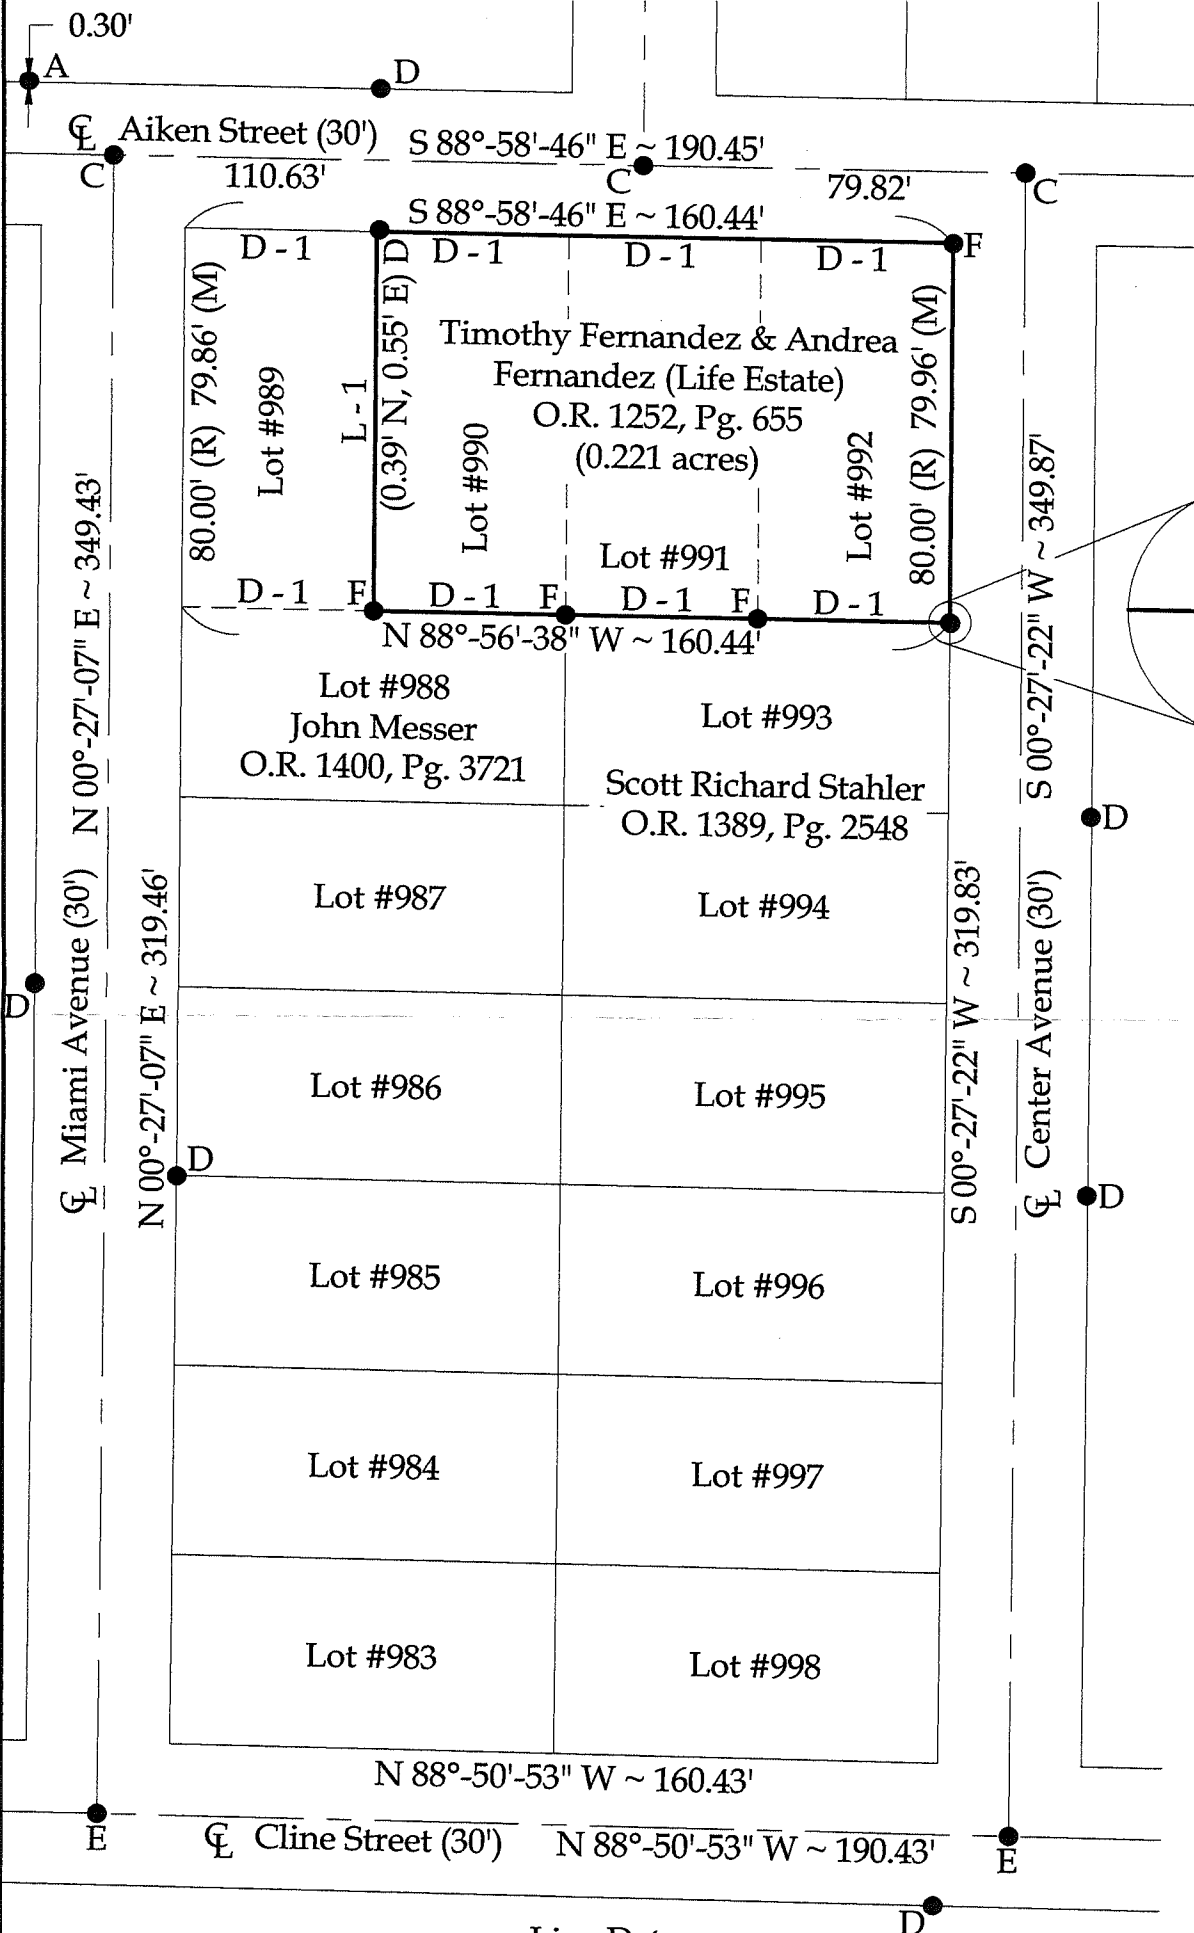 0.30'
A
D
℄ Aiken Street (30')
S 88°-58'-46" E ~ 190.45'
C
110.63'
C
79.82'
C
S 88°-58'-46" E ~ 160.44'
D - 1
D - 1
D - 1
D - 1
F
80.00' (R) 79.86' (M)
Lot #989
L - 1
(0.39' N, 0.55' E) D
Timothy Fernandez & Andrea
Fernandez (Life Estate)
O.R. 1252, Pg. 655
(0.221 acres)
Lot #990
Lot #991
Lot #992
80.00' (R) 79.96' (M)
D - 1
F
D - 1
F
D - 1
F
D - 1
N 88°-56'-38" W ~ 160.44'
N 00°-27'-07" E ~ 349.43'
S 00°-27'-22" W ~ 349.87'
Lot #988
John Messer
O.R. 1400, Pg. 3721
Lot #993
Scott Richard Stahler
O.R. 1389, Pg. 2548
D
Lot #987
Lot #994
℄ Miami Avenue (30')
N 00°-27'-07" E ~ 319.46'
S 00°-27'-22" W ~ 319.83'
℄ Center Avenue (30')
D
Lot #986
Lot #995
D
D
Lot #985
Lot #996
Lot #984
Lot #997
Lot #983
Lot #998
N 88°-50'-53" W ~ 160.43'
E
℄ Cline Street (30')
N 88°-50'-53" W ~ 190.43'
E
D